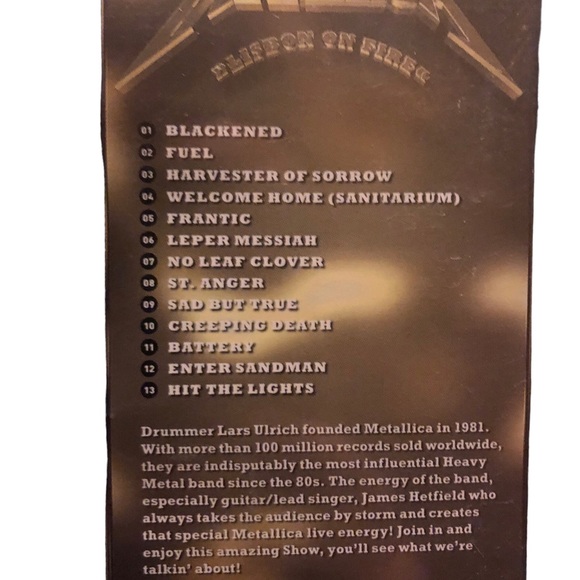 LISBON ON FIRE
01 BLACKENED
02 FUEL
03 HARVESTER OF SORROW
04 WELCOME HOME (SANITARIUM)
05 FRANTIC
06 LEPER MESSIAH
07 NO LEAF CLOVER
08 ST. ANGER
09 SAD BUT TRUE
10 CREEPING DEATH
11 BATTERY
12 ENTER SANDMAN
13 HIT THE LIGHTS
Drummer Lars Ulrich founded Metallica in 1981.
With more than 100 million records sold worldwide,
they are indisputably the most influential Heavy
Metal band since the 80s. The energy of the band,
especially guitar/lead singer, James Hetfield who
always takes the audience by storm and creates
that special Metallica live energy! Join in and
enjoy this amazing Show, you'll see what we're
talkin' about!